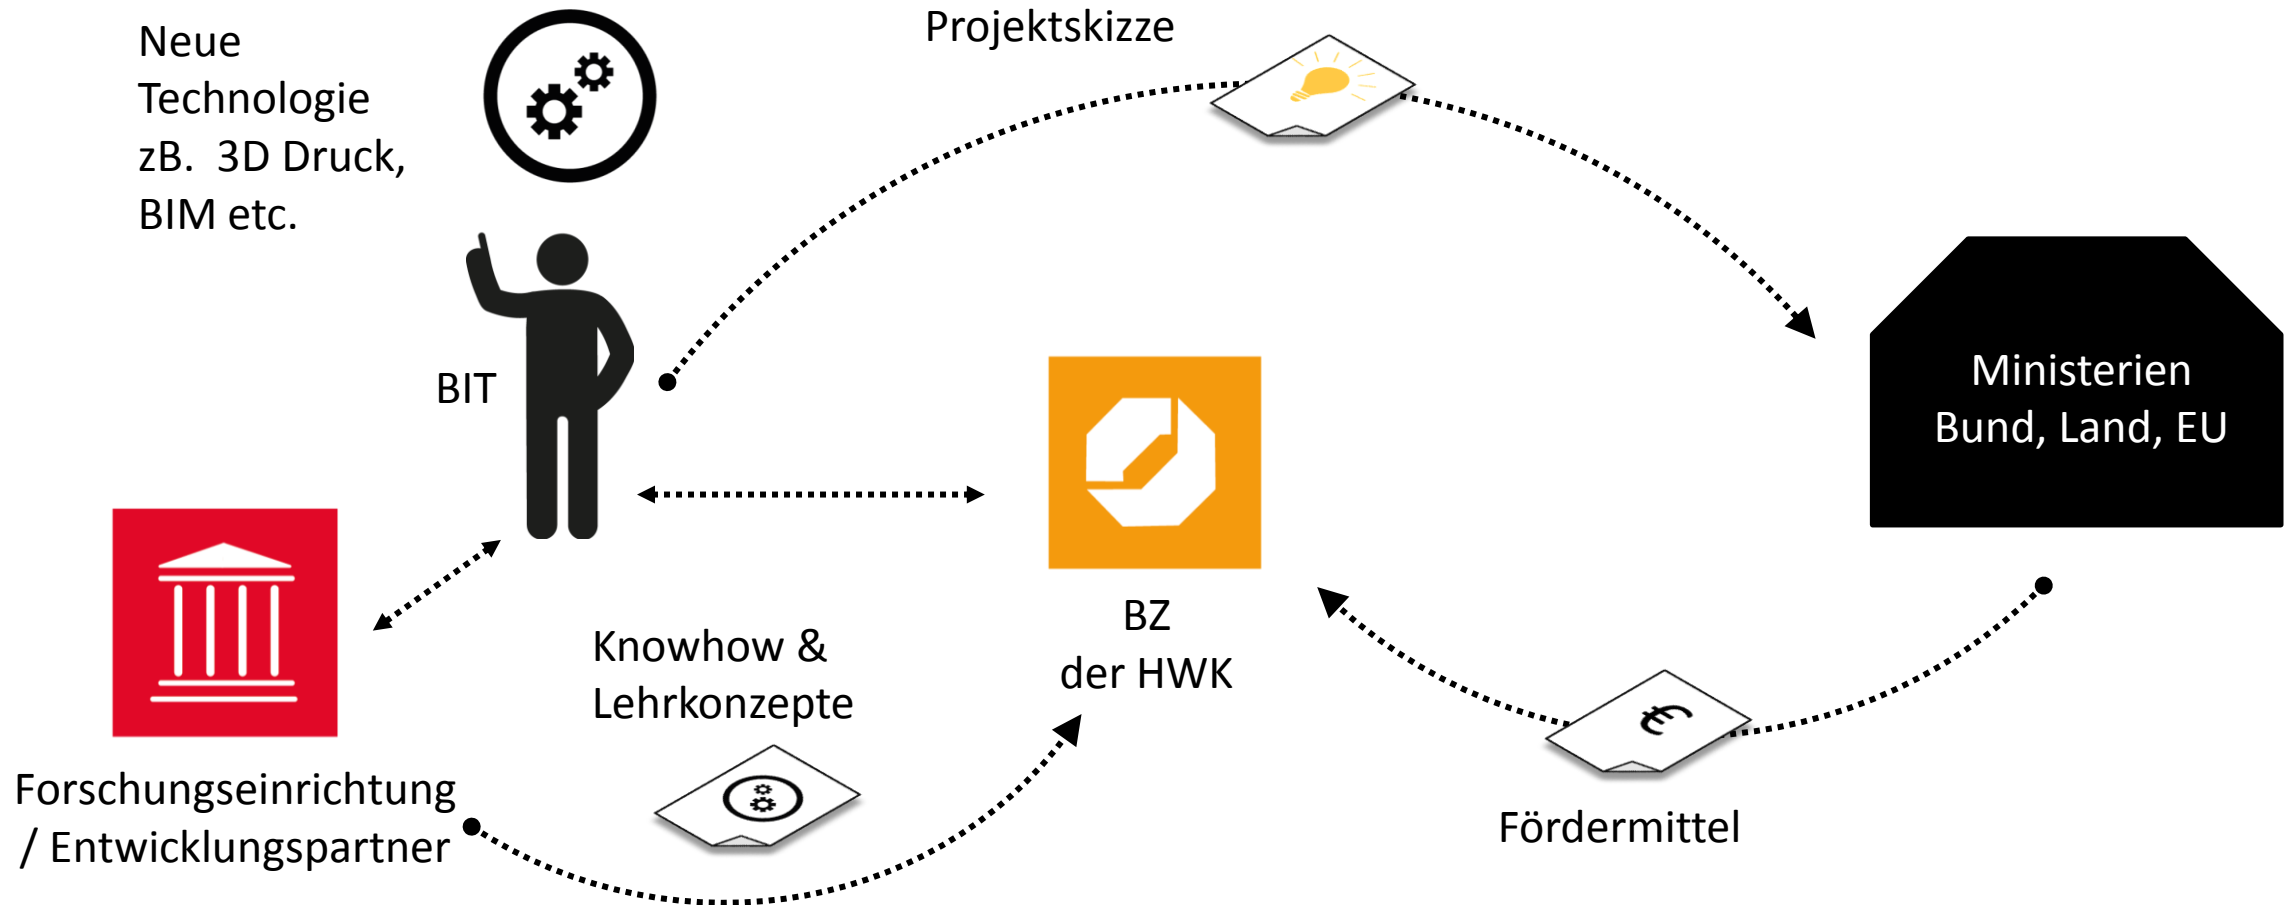 Neue
Technologie
zB. 3D Druck,
BIM etc.
Projektskizze
BIT
Ministerien
Bund, Land, EU
BZ
der HWK
Knowhow &
Lehrkonzepte
Forschungseinrichtung
/ Entwicklungspartner
€
Fördermittel